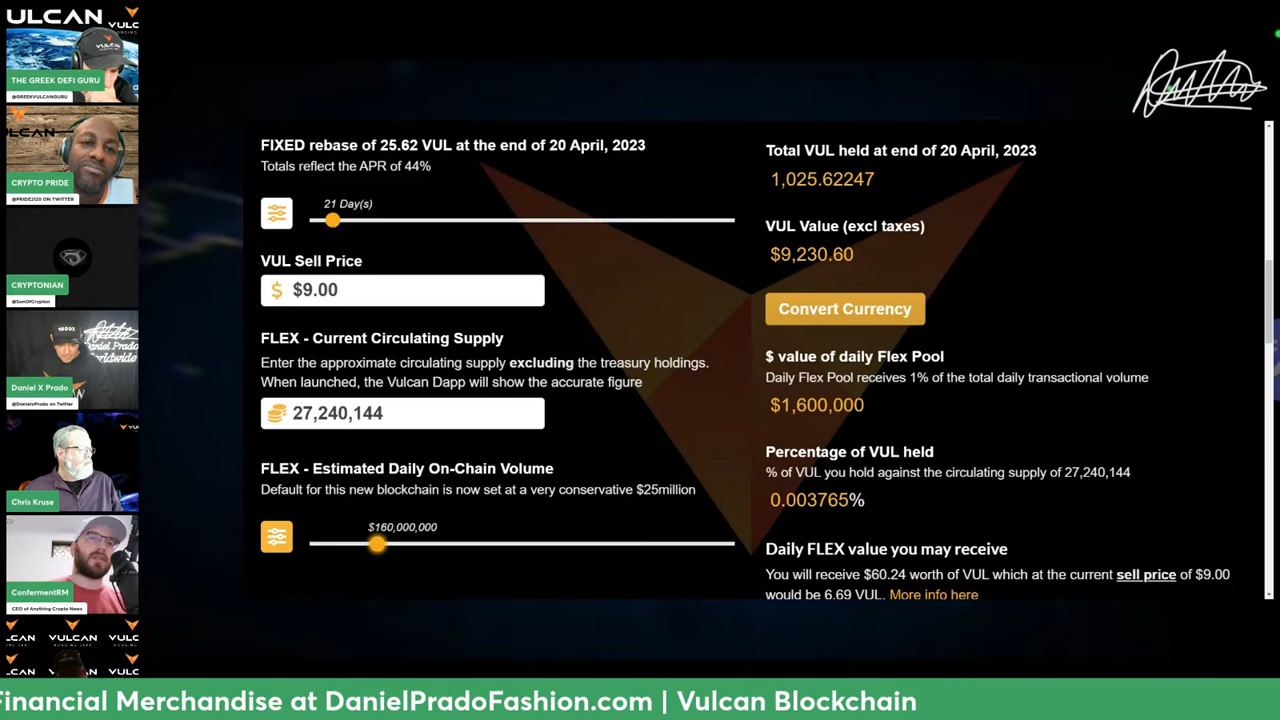 ULCAN
VULC
THE GREEK DEFI GURU
@GREEKVULCANGURU
VULCAN
CRYPTO PRIDE
@PRIDE2120 ON TWITTER
CRYPTONIAN
@SonOfCrypton
Daniel Prado
Worldwide
Daniel X Prado
@DanielxPrado on Twitter
Chris Kruse
ConfermentRM
CEO of Anything Crypto News
ULCAN
VULCAN
VUL
FIXED rebase of 25.62 VUL at the end of 20 April, 2023
Totals reflect the APR of 44%
21 Day(s)
VUL Sell Price
$ $9.00
FLEX - Current Circulating Supply
Enter the approximate circulating supply excluding the treasury holdings.
When launched, the Vulcan Dapp will show the accurate figure
27,240,144
FLEX - Estimated Daily On-Chain Volume
Default for this new blockchain is now set at a very conservative $25million
$160,000,000
Total VUL held at end of 20 April, 2023
1,025.62247
VUL Value (excl taxes)
$9,230.60
Convert Currency
$ value of daily Flex Pool
Daily Flex Pool receives 1% of the total daily transactional volume
$1,600,000
Percentage of VUL held
% of VUL you hold against the circulating supply of 27,240,144
0.003765%
Daily FLEX value you may receive
You will receive $60.24 worth of VUL which at the current sell price of $9.00
would be 6.69 VUL. More info here
Financial Merchandise at DanielPradoFashion.com | Vulcan Blockchain